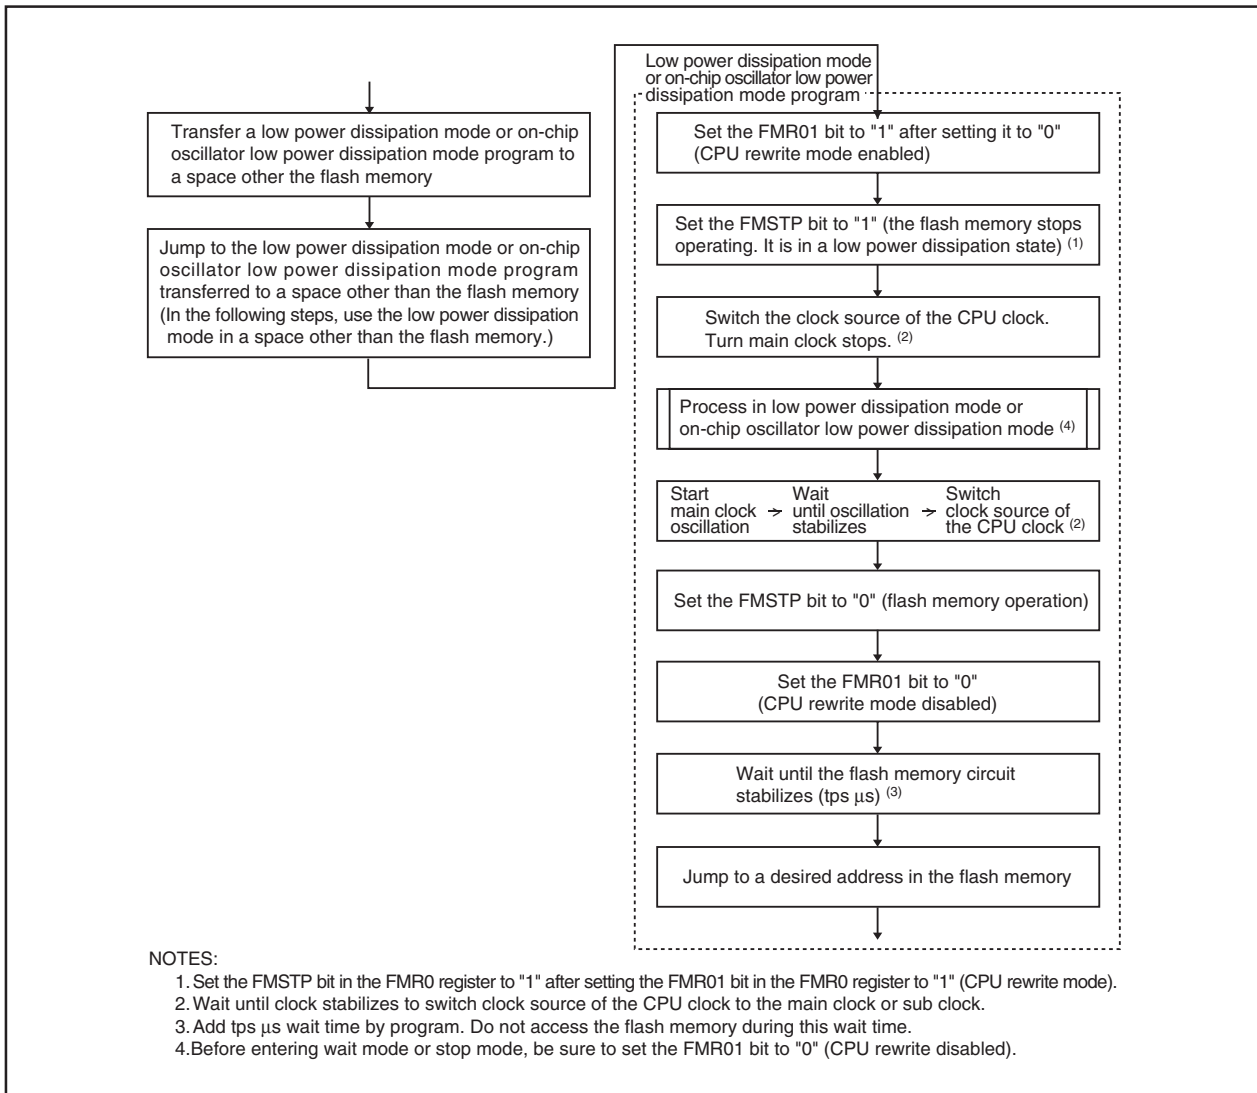 Transfer a low power dissipation mode or on-chip
oscillator low power dissipation mode program to
a space other the flash memory
Jump to the low power dissipation mode or on-chip
oscillator low power dissipation mode program
transferred to a space other than the flash memory
(In the following steps, use the low power dissipation
mode in a space other than the flash memory.)
Low power dissipation mode
or on-chip oscillator low power
dissipation mode program
Set the FMR01 bit to "1" after setting it to "0"
(CPU rewrite mode enabled)
Set the FMSTP bit to "1" (the flash memory stops
operating. It is in a low power dissipation state) (1)
Switch the clock source of the CPU clock.
Turn main clock stops. (2)
Process in low power dissipation mode or
on-chip oscillator low power dissipation mode (4)
Start
main clock
oscillation
Wait
until oscillation
stabilizes
Switch
clock source of
the CPU clock (2)
Set the FMSTP bit to "0" (flash memory operation)
Set the FMR01 bit to "0"
(CPU rewrite mode disabled)
Wait until the flash memory circuit
stabilizes (tps μs) (3)
Jump to a desired address in the flash memory
NOTES:
1. Set the FMSTP bit in the FMR0 register to "1" after setting the FMR01 bit in the FMR0 register to "1" (CPU rewrite mode).
2. Wait until clock stabilizes to switch clock source of the CPU clock to the main clock or sub clock.
3. Add tps μs wait time by program. Do not access the flash memory during this wait time.
4.Before entering wait mode or stop mode, be sure to set the FMR01 bit to "0" (CPU rewrite disabled).